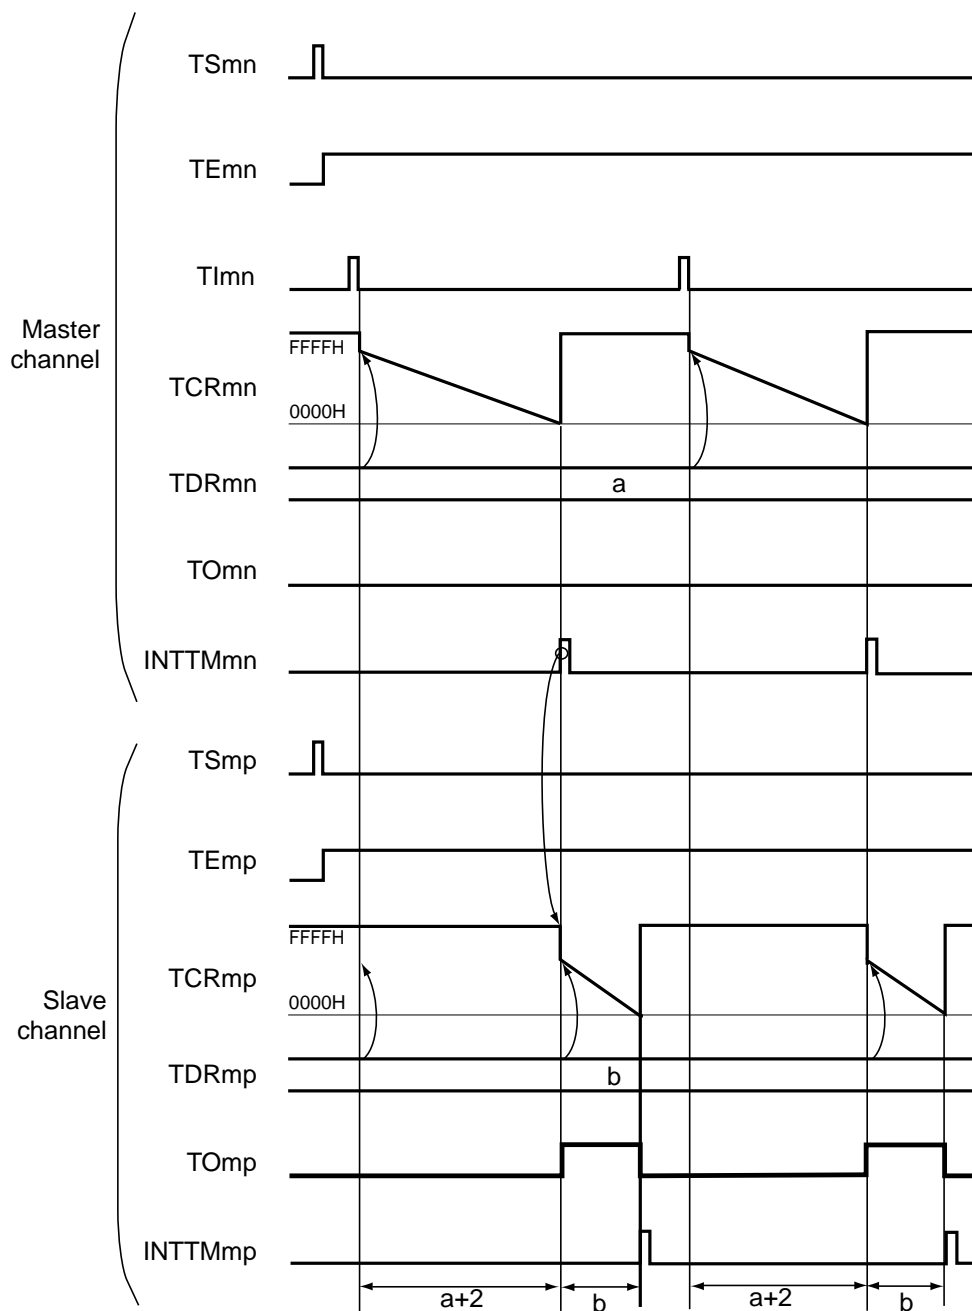 TSmn
TEmn
TImn
Master
channel
FFFFH
TCRmn
0000H
TDRmn
a
TOmn
INTTMmn
TSmp
TEmp
FFFFH
TCRmp
0000H
Slave
channel
TDRmp
b
TOmp
INTTMmp
a+2 b a+2 b